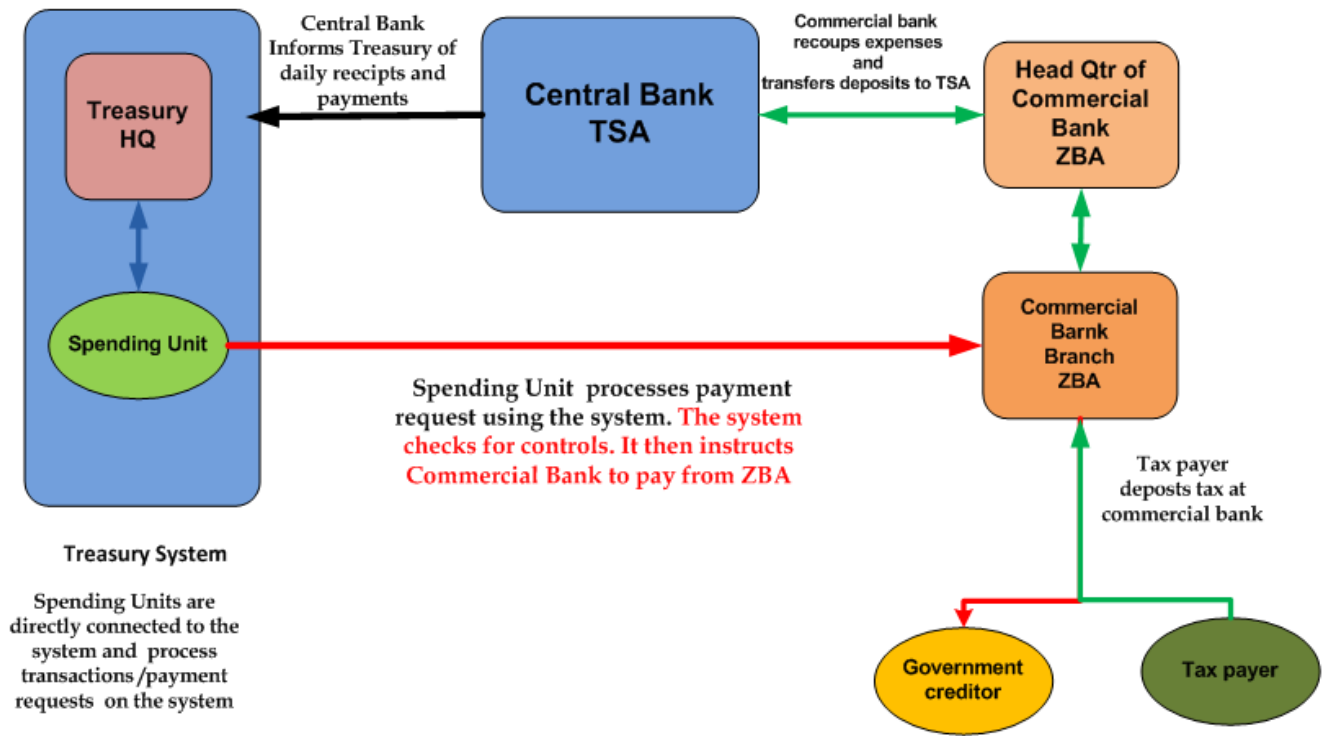 Central Bank
Informs Treasury of
daily reecipts and
payments
Treasury
HQ
Central Bank
TSA
Commercial bank
recoups expenses
and
transfers deposits to TSA
Head Qtr of
Commercial
Bank
ZBA
Spending Unit
Commercial
Barnk
Branch
ZBA
Spending Unit processes payment
request using the system. The system
checks for controls. It then instructs
Commercial Bank to pay from ZBA
Tax payer
deposts tax at
commercial bank
Treasury System
Spending Units are
directly connected to the
system and process
transactions/payment
requests on the system
Government
creditor
Tax payer